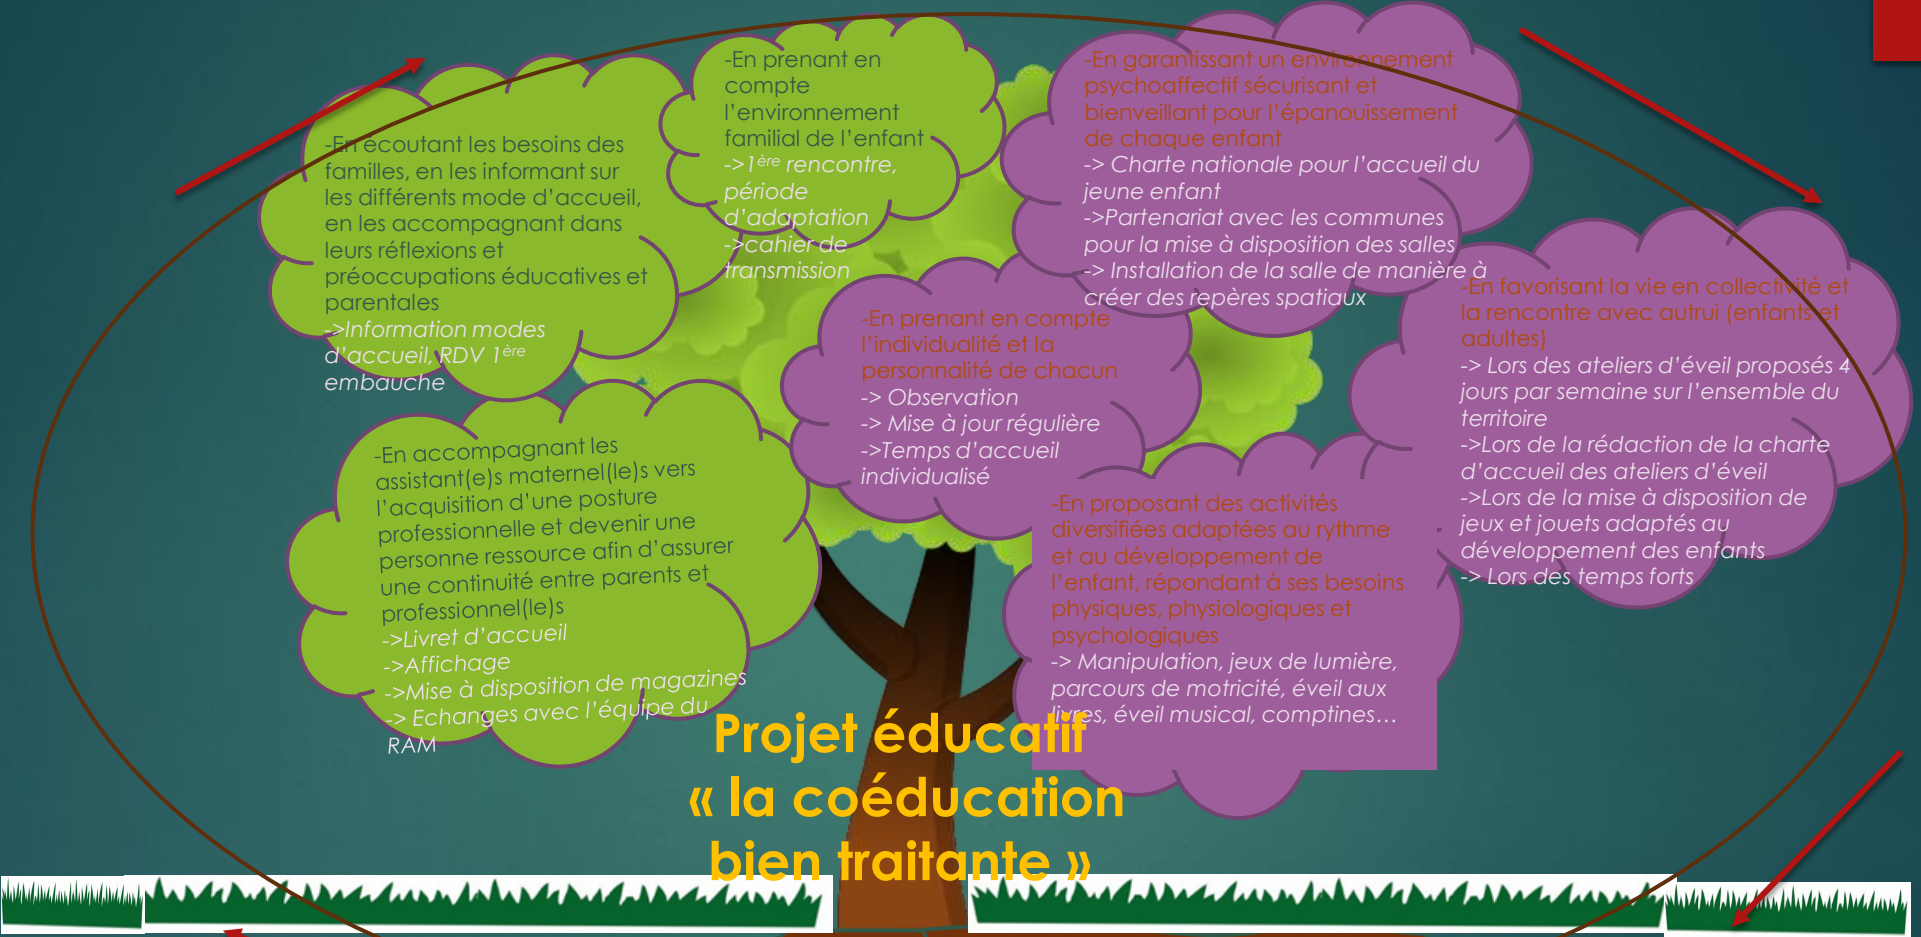 -En écoutant les besoins des
familles, en les informant sur
les différents mode d’accueil,
en les accompagnant dans
leurs réflexions et
préoccupations éducatives et
parentales
->Information modes
d’accueil, RDV 1ère
embauche
-En prenant en
compte
l’environnement
familial de l’enfant
->1ère rencontre,
période
d’adaptation
->cahier de
transmission
-En garantissant un environnement
psychoaffectif sécurisant et
bienveillant pour l’épanouissement
de chaque enfant
-> Charte nationale pour l’accueil du
jeune enfant
->Partenariat avec les communes
pour la mise à disposition des salles
-> Installation de la salle de manière à
créer des repères spatiaux
-En favorisant la vie en collectivité et
la rencontre avec autrui (enfants et
adultes)
-> Lors des ateliers d’éveil proposés 4
jours par semaine sur l’ensemble du
territoire
->Lors de la rédaction de la charte
d’accueil des ateliers d’éveil
->Lors de la mise à disposition de
jeux et jouets adaptés au
développement des enfants
-> Lors des temps forts
-En prenant en compte
l’individualité et la
personnalité de chacun
-> Observation
-> Mise à jour régulière
->Temps d’accueil
individualisé
-En accompagnant les
assistant(e)s maternel(le)s vers
l’acquisition d’une posture
professionnelle et devenir une
personne ressource afin d’assurer
une continuité entre parents et
professionnel(le)s
->Livret d’accueil
->Affichage
->Mise à disposition de magazines
-> Echanges avec l’équipe du
RAM
-En proposant des activités
diversifiées adaptées au rythme
et au développement de
l’enfant, répondant à ses besoins
physiques, physiologiques et
psychologiques
-> Manipulation, jeux de lumière,
parcours de motricité, éveil aux
livres, éveil musical, comptines…
Projet éducatif
« la coéducation
bien traitante »